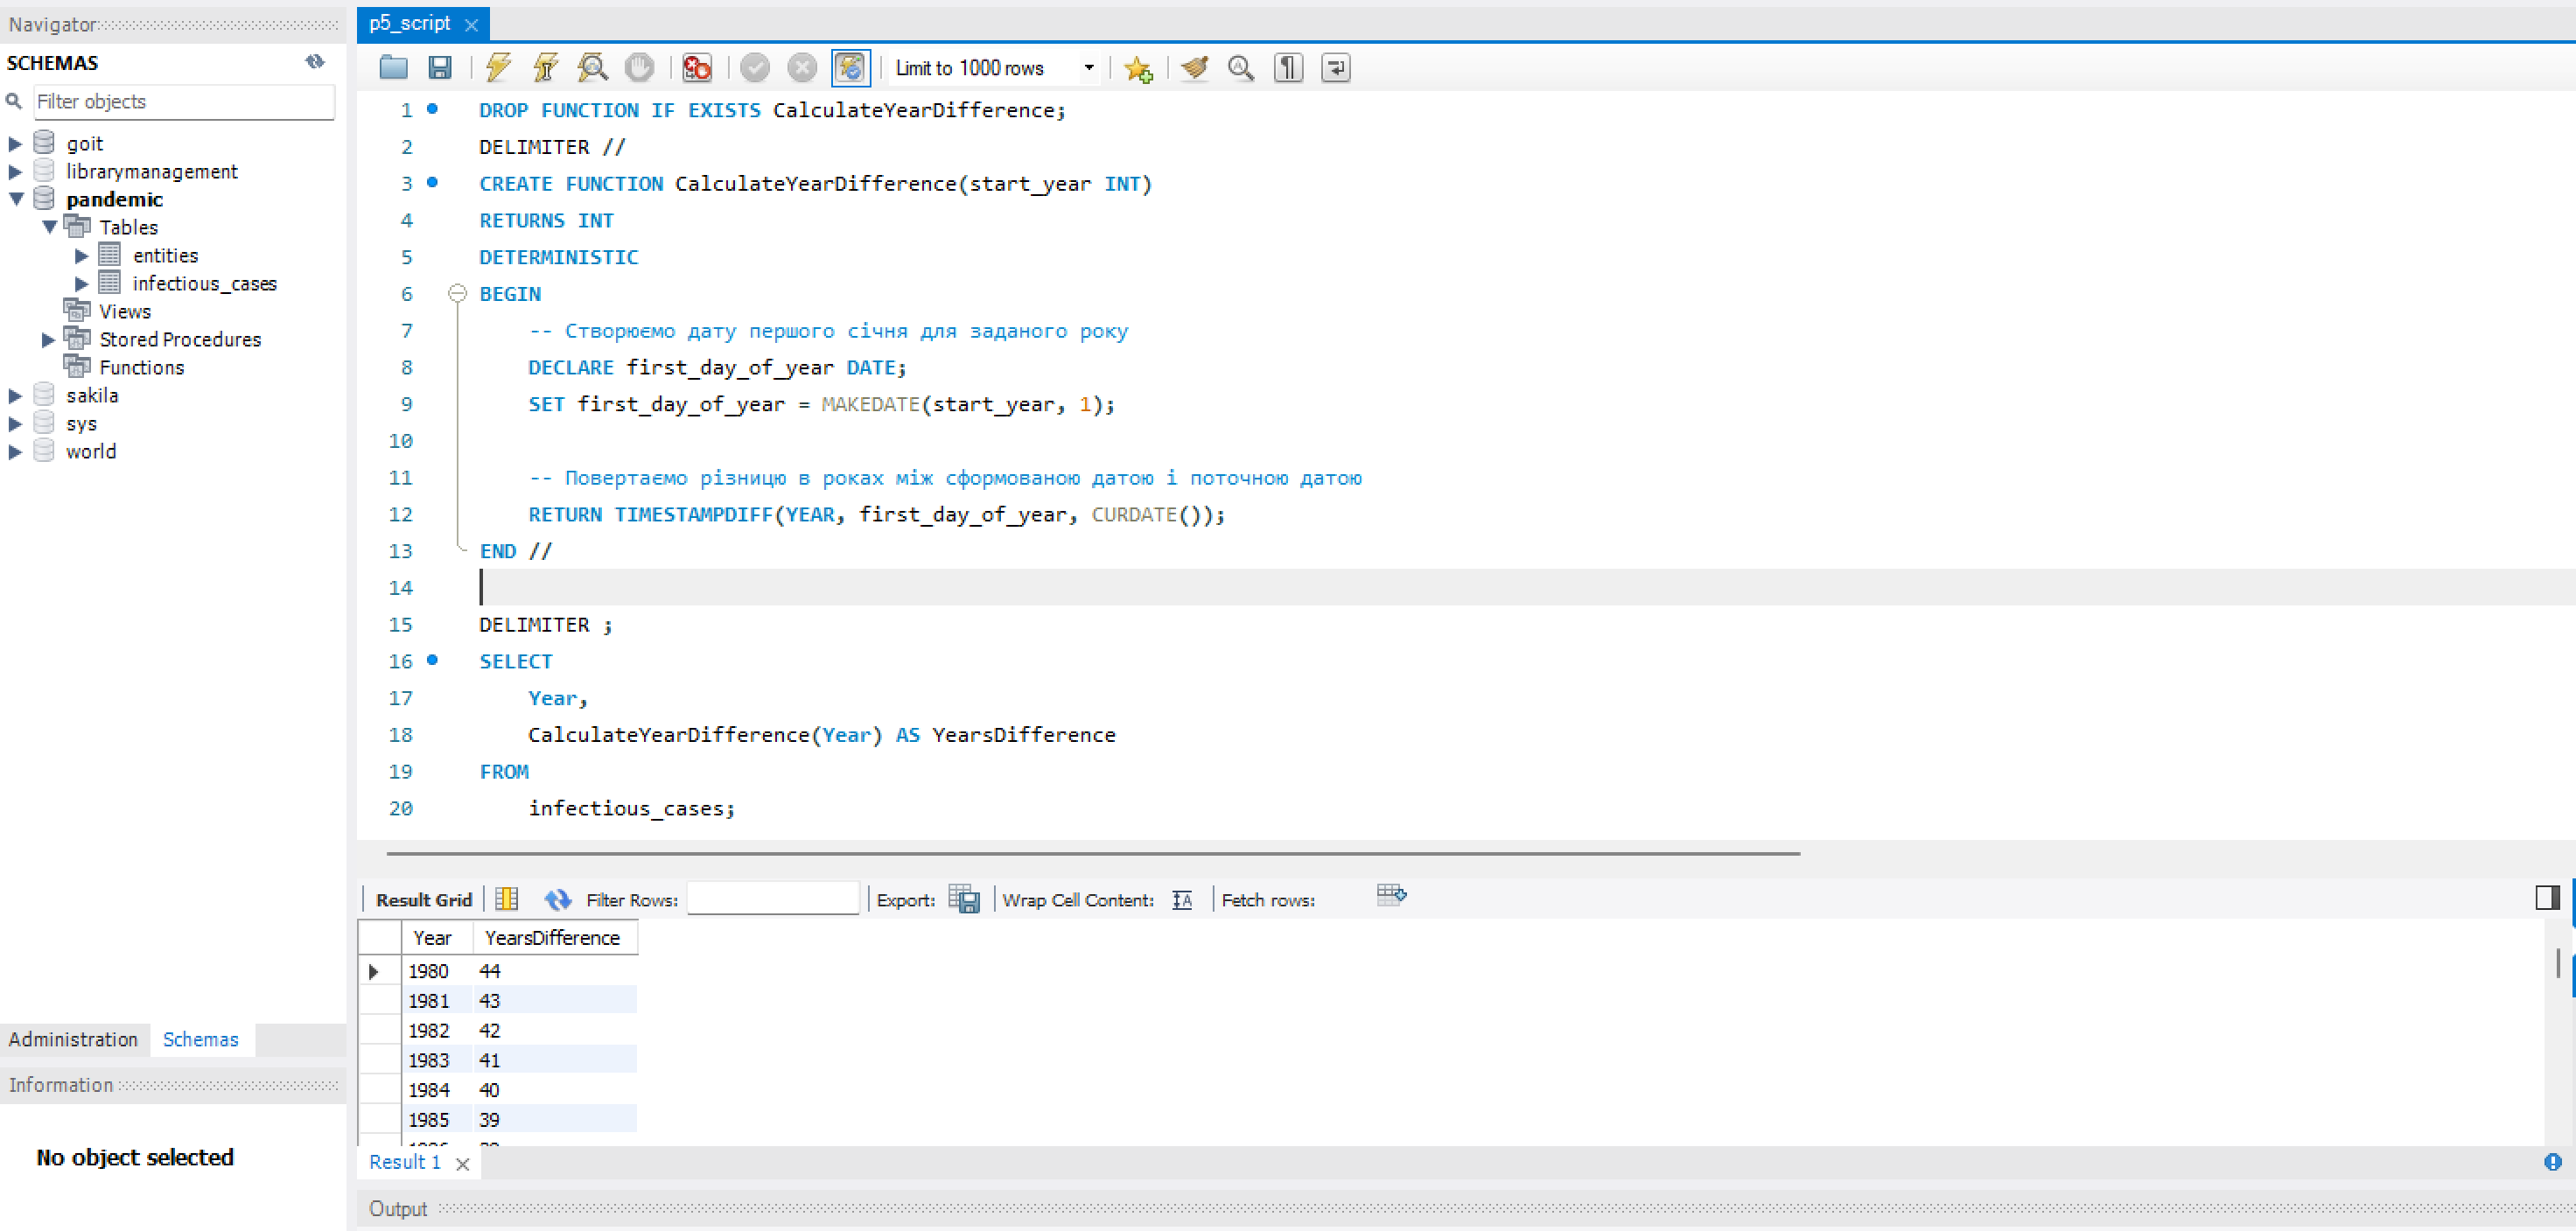 Navigator
SCHEMAS
Filter objects
goit
librarymanagement
pandemic
Tables
entities
infectious_cases
Views
Stored Procedures
Functions
sakila
sys
world
Administration Schemas
Information
No object selected
p5_script
Limit to 1000 rows
1 DROP FUNCTION IF EXISTS CalculateYearDifference;
2 DELIMITER //
3 CREATE FUNCTION CalculateYearDifference(start_year INT)
4 RETURNS INT
5 DETERMINISTIC
6 BEGIN
7 -- Створюємо дату першого січня для заданого року
8 DECLARE first_day_of_year DATE;
9 SET first_day_of_year = MAKEDATE(start_year, 1);
10
11 -- Повертаємо різницю в роках між сформованою датою і поточною датою
12 RETURN TIMESTAMPDIFF(YEAR, first_day_of_year, CURDATE());
13 END //
14
15 DELIMITER ;
16 SELECT
17 Year,
18 CalculateYearDifference(Year) AS YearsDifference
19 FROM
20 infectious_cases;
Result Grid Filter Rows: Export: Wrap Cell Content: Fetch rows:
Year YearsDifference
1980 44
1981 43
1982 42
1983 41
1984 40
1985 39
Result 1
Output